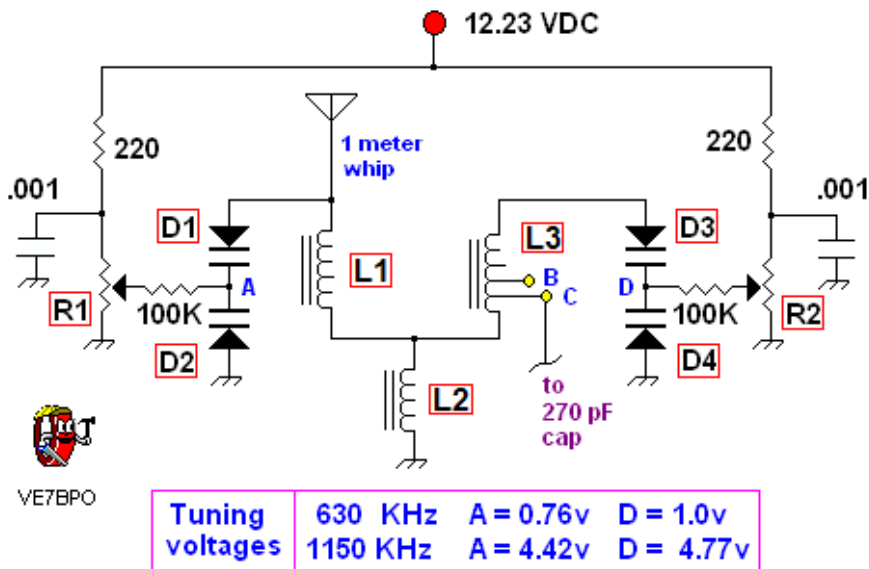 12.23 VDC
220
1 meter
whip
220
.001
.001
D1
D3
L3
L1
B
A
C
D
R1
100K
100K
R2
D2
D4
L2
to
270 pF
cap
VE7BPO
Tuning voltages
630 KHz A = 0.76v D = 1.0v
1150 KHz A = 4.42v D = 4.77v